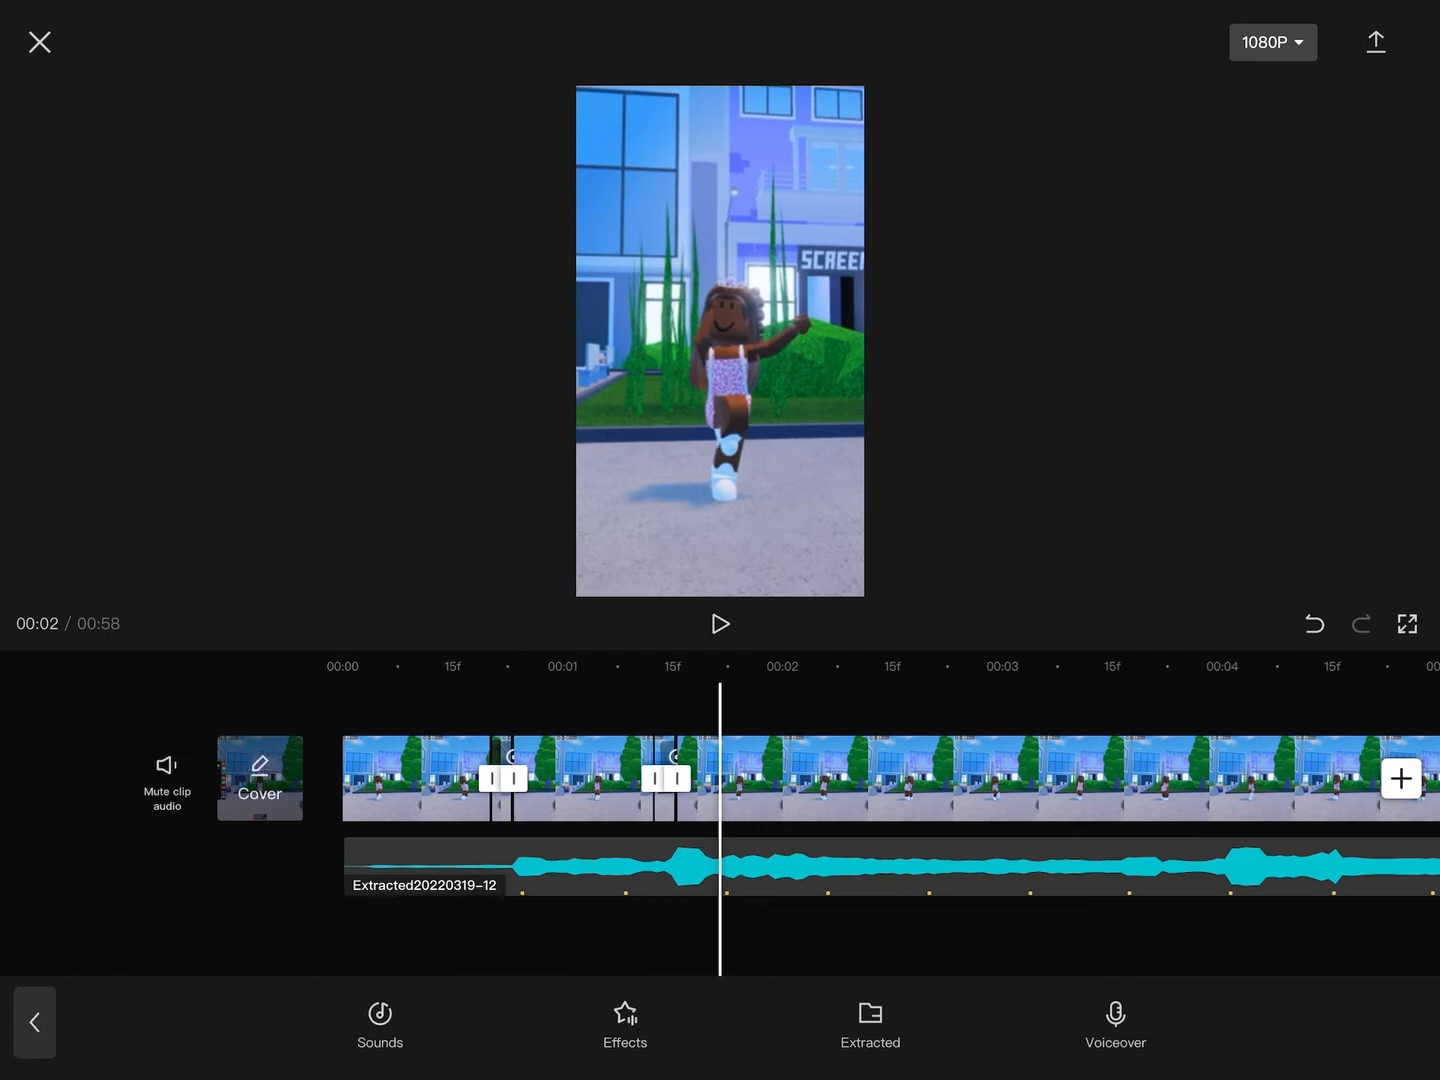 1080P
SCREE
00:02 / 00:58
00:00 15f 00:01 15f 00:02 15f 00:03 15f 00:04 15f 00
Mute clip
audio
Cover
Extracted20220319-12
Sounds
Effects
Extracted
Voiceover